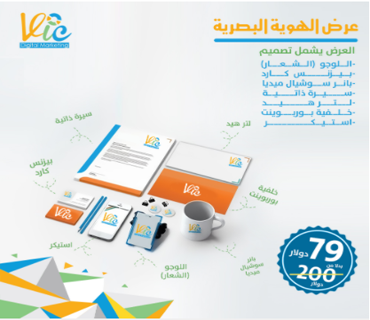 Vic
Digital Marketing
عرض الهوية البصرية
العرض يشمل تصميم
-اللوجو (الشعار)
-بيزنس كارد
-بانر سوشيال ميديا
-سيرة ذاتية
-لتر هيد
-خلفية بوربوينت
-استيكر
سيرة ذاتية
لتر هيد
بيزنس
كارد
خلفية
بوربوينت
استيكر
اللوجو
(الشعار)
بانر
سوشيال
ميديا
79 دولار
بدلا من
200
دولار